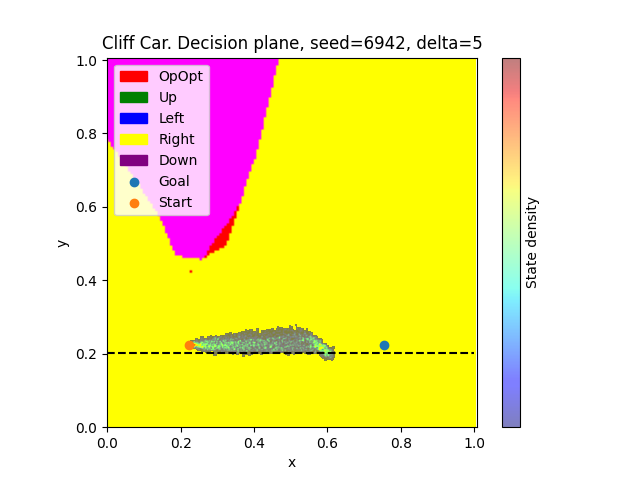 Cliff Car. Decision plane, seed=6942, delta=5
1.0
0.8
0.6
0.4
0.2
0.0
y
OpOpt
Up
Left
Right
Down
Goal
Start
0.0 0.2 0.4 0.6 0.8 1.0
x
State density